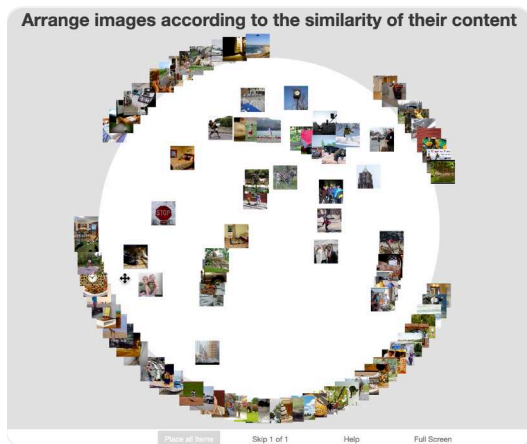 Arrange images according to the similarity of their content
STOP
Place all items
Skip 1 of 1
Help
Full Screen